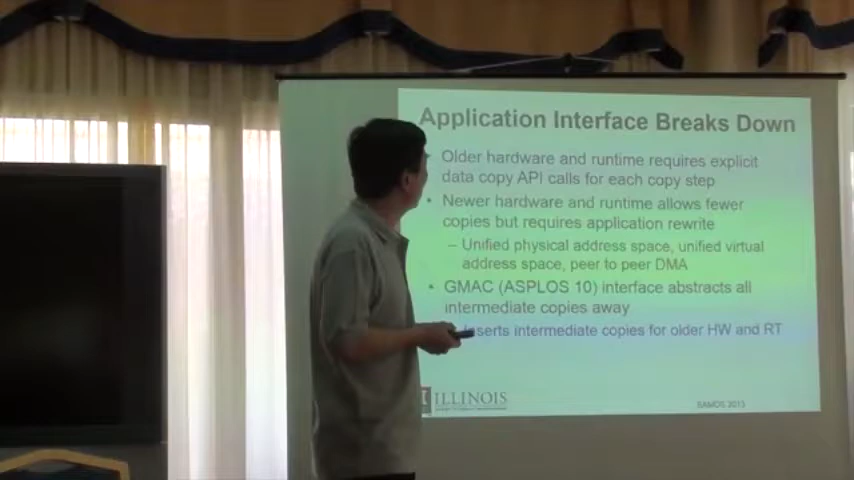 Application Interface Breaks Down
Older hardware and runtime requires explicit
data copy API calls for each copy step
• Newer hardware and runtime allows fewer
copies but requires application rewrite
– Unified physical address space, unified virtual
address space, peer to peer DMA
• GMAC (ASPLOS 10) interface abstracts all
intermediate copies away
Inserts intermediate copies for older HW and RT
I ILLINOIS
SAMOS 2013